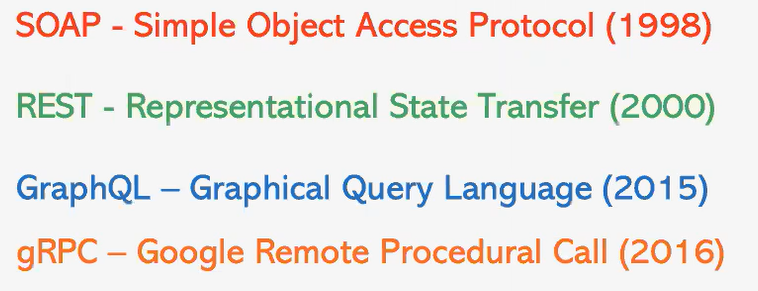 SOAP - Simple Object Access Protocol (1998)
REST - Representational State Transfer (2000)
GraphQL – Graphical Query Language (2015)
gRPC – Google Remote Procedural Call (2016)